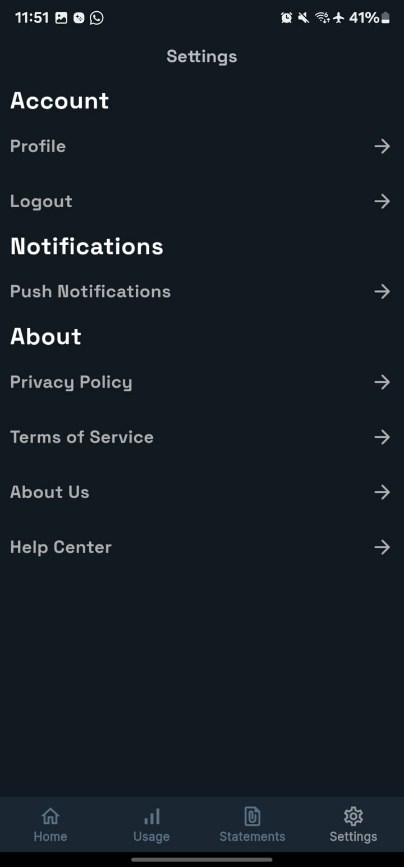 11:51
41%
Settings
Account
Profile
Logout
Notifications
Push Notifications
About
Privacy Policy
Terms of Service
About Us
Help Center
Home
Usage
Statements
Settings